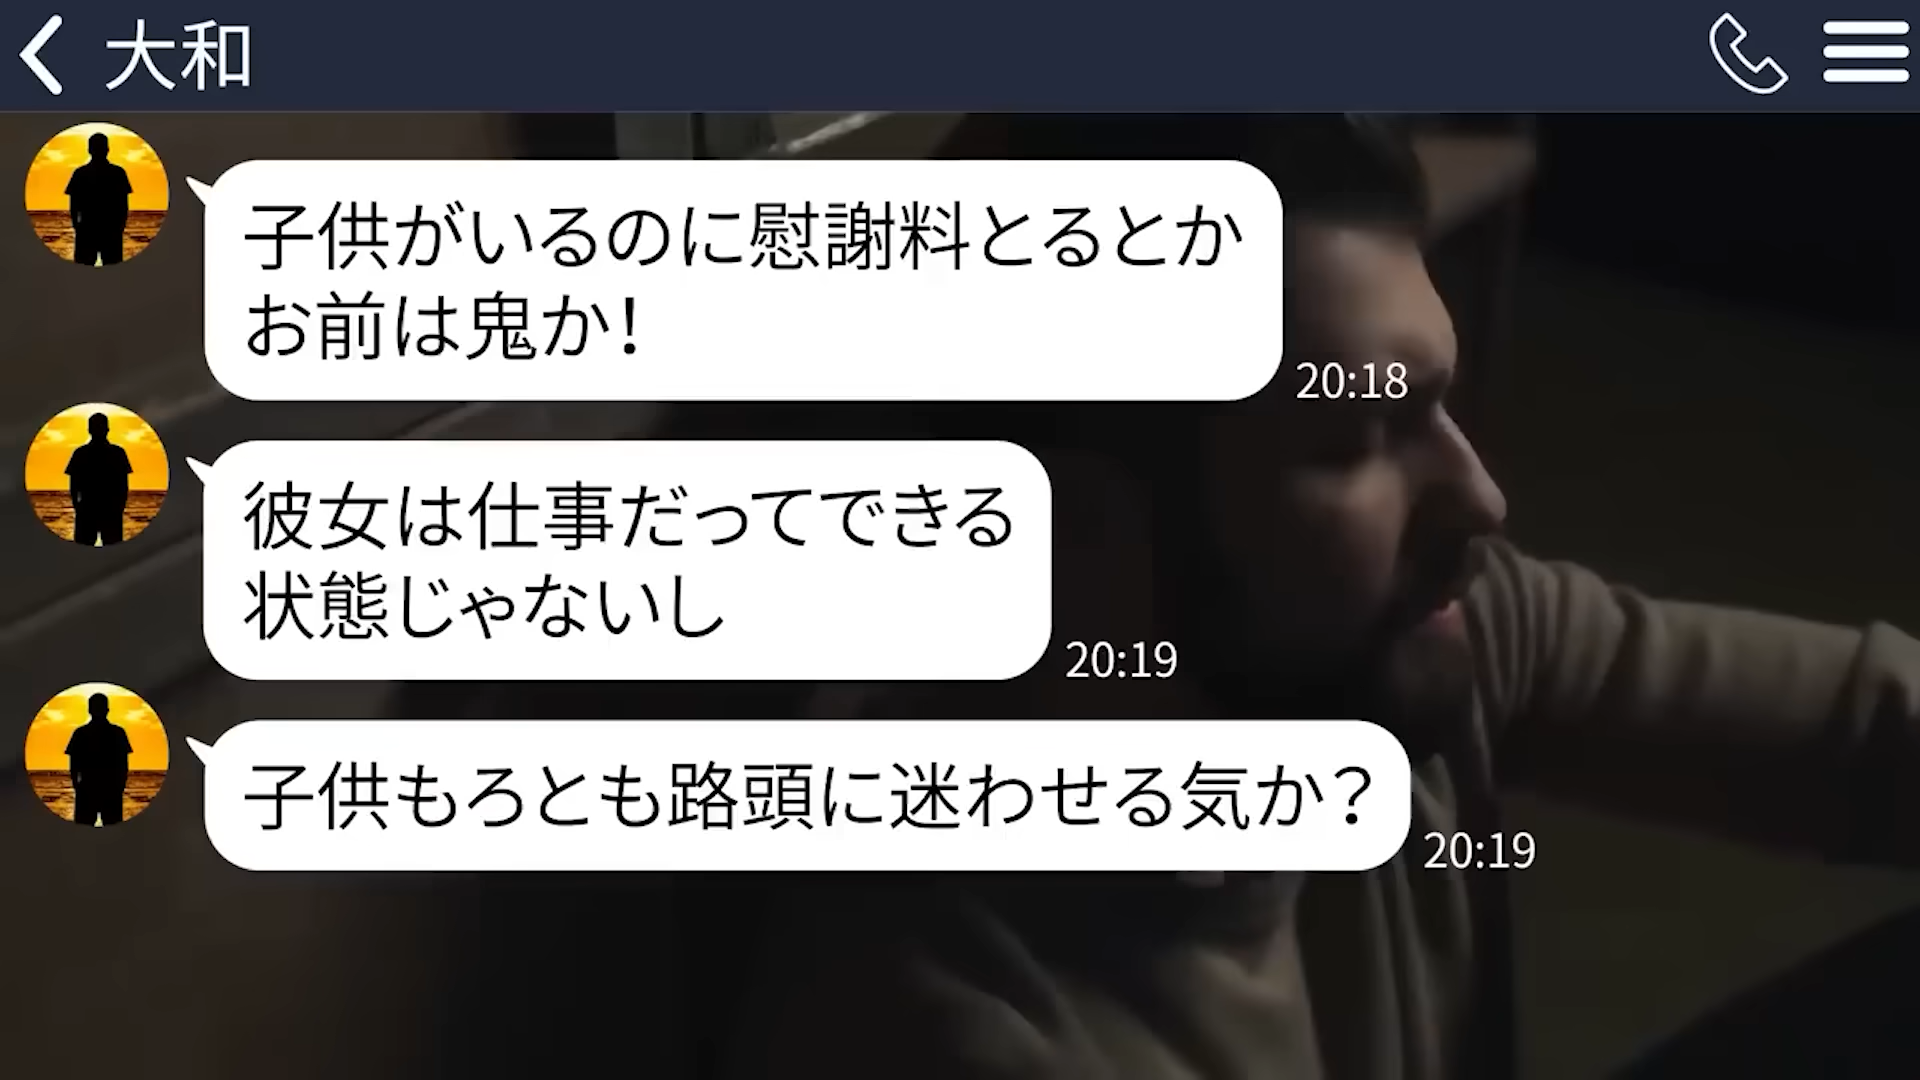 大和
子供がいるのに慰謝料とるとか
お前は鬼か！
20:18
彼女は仕事だってできる
状態じゃないし
20:19
子供もろとも路頭に迷わせる気か？
20:19